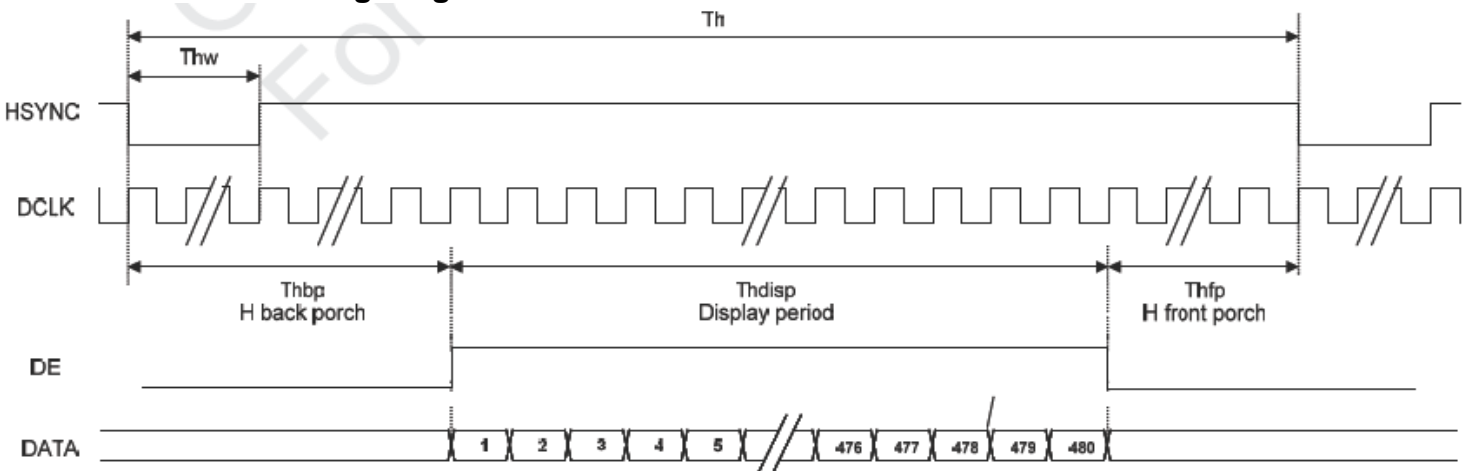 Th
Thw
HSYNC
DCLK
Thbp
H back porch
Thdisp
Display period
Thfp
H front porch
DE
DATA 1 2 3 4 5 476 477 478 479 480
For